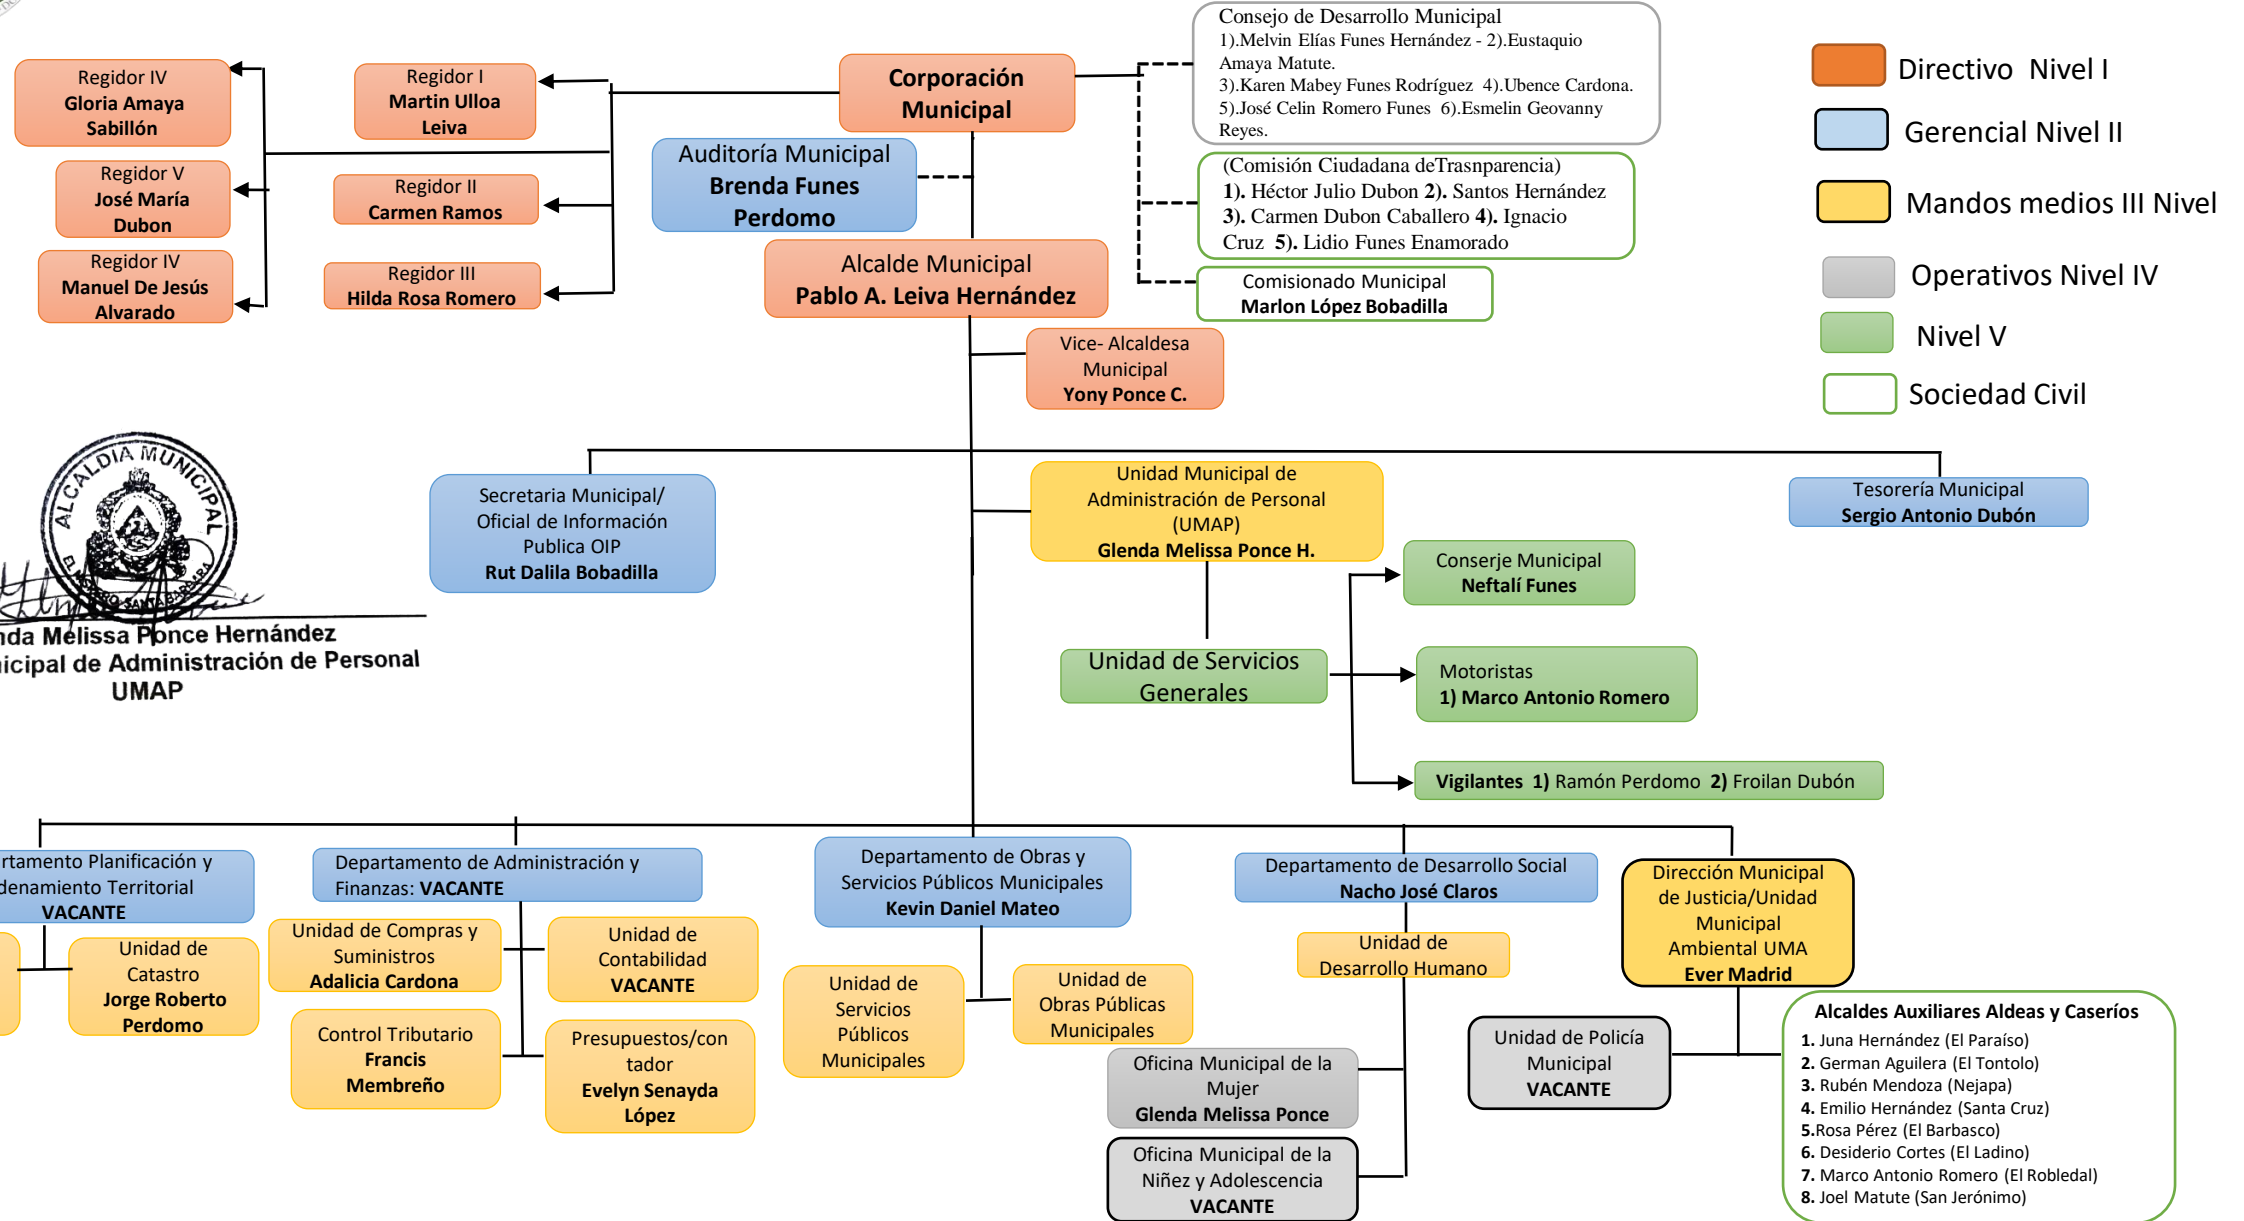 Consejo de Desarrollo Municipal
1).Melvin Elías Funes Hernández - 2).Eustaquio
Amaya Matute.
3).Karen Mabey Funes Rodríguez 4).Ubence Cardona.
5).José Celin Romero Funes 6).Esmelin Geovanny
Reyes.
Corporación
Municipal
Regidor IV
Gloria Amaya
Sabillón
Regidor I
Martin Ulloa
Leiva
Directivo Nivel I
Gerencial Nivel II
Mandos medios III Nivel
Operativos Nivel IV
Nivel V
Sociedad Civil
Auditoría Municipal
Brenda Funes
Perdomo
(Comisión Ciudadana deTrasnparencia)
1). Héctor Julio Dubon 2). Santos Hernández
3). Carmen Dubon Caballero 4). Ignacio
Cruz 5). Lidio Funes Enamorado
Regidor V
José María
Dubon
Regidor II
Carmen Ramos
Regidor IV
Manuel De Jesús
Alvarado
Regidor III
Hilda Rosa Romero
Alcalde Municipal
Pablo A. Leiva Hernández
Comisionado Municipal
Marlon López Bobadilla
Vice- Alcaldesa
Municipal
Yony Ponce C.
ALCALDIA MUNICIPAL
SANTA BARBARA
Melissa Ponce Hernández
de Administración de Personal
UMAP
Secretaria Municipal/
Oficial de Información
Publica OIP
Rut Dalila Bobadilla
Unidad Municipal de
Administración de Personal
(UMAP)
Glenda Melissa Ponce H.
Tesorería Municipal
Sergio Antonio Dubón
Conserje Municipal
Neftalí Funes
Unidad de Servicios
Generales
Motoristas
1) Marco Antonio Romero
Vigilantes 1) Ramón Perdomo 2) Froilan Dubón
Planificación y
Territorial
VACANTE
Departamento de Administración y
Finanzas: VACANTE
Departamento de Obras y
Servicios Públicos Municipales
Kevin Daniel Mateo
Departamento de Desarrollo Social
Nacho José Claros
Dirección Municipal
de Justicia/Unidad
Municipal
Ambiental UMA
Ever Madrid
Unidad de
Catastro
Jorge Roberto
Perdomo
Unidad de Compras y
Suministros
Adalicia Cardona
Unidad de
Contabilidad
VACANTE
Control Tributario
Francis
Membreño
Presupuestos/con
tador
Evelyn Senayda
López
Unidad de
Servicios
Públicos
Municipales
Unidad de
Obras Públicas
Municipales
Unidad de
Desarrollo Humano
Oficina Municipal de la
Mujer
Glenda Melissa Ponce
Oficina Municipal de la
Niñez y Adolescencia
VACANTE
Unidad de Policía
Municipal
VACANTE
Alcaldes Auxiliares Aldeas y Caseríos
1. Juna Hernández (El Paraíso)
2. German Aguilera (El Tontolo)
3. Rubén Mendoza (Nejapa)
4. Emilio Hernández (Santa Cruz)
5.Rosa Pérez (El Barbasco)
6. Desiderio Cortes (El Ladino)
7. Marco Antonio Romero (El Robledal)
8. Joel Matute (San Jerónimo)